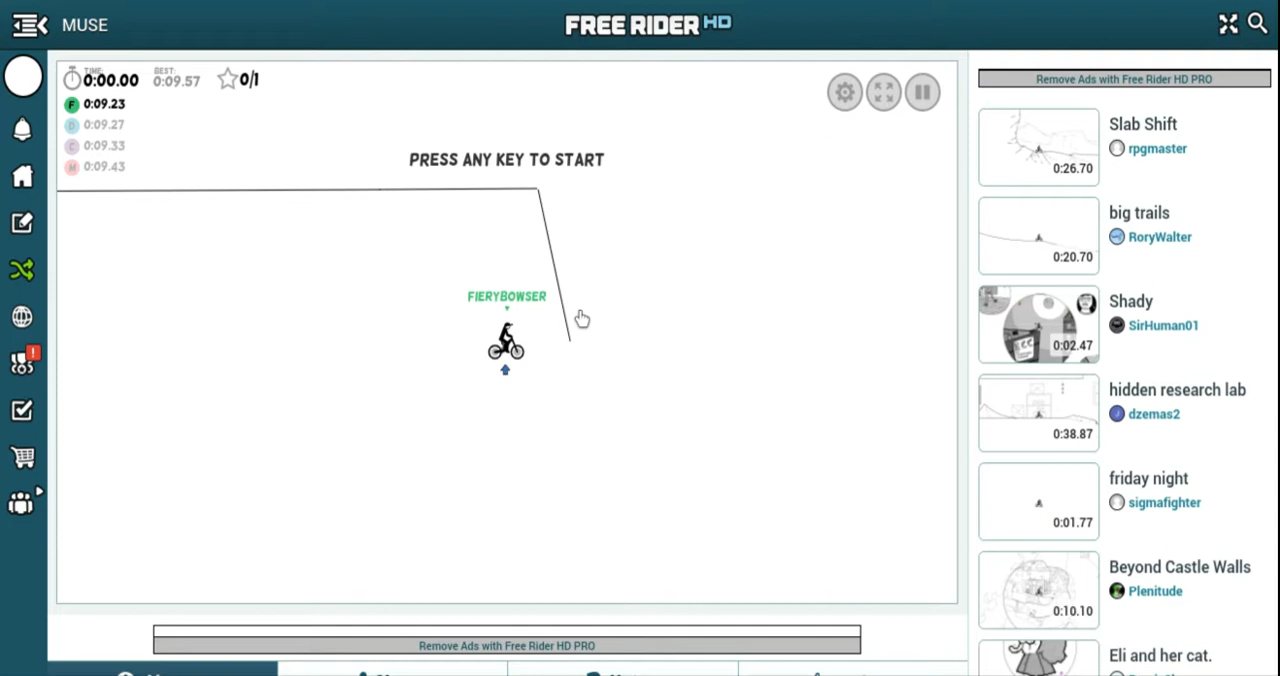 MUSE
FREE RIDER HD
TIME:
0:00.00
BEST:
0:09.57
0/1
F 0:09.23
D 0:09.27
C 0:09.33
M 0:09.43
PRESS ANY KEY TO START
FIERYBOWSER
Remove Ads with Free Rider HD PRO
Remove Ads with Free Rider HD PRO
Slab Shift
rpgmaster
0:26.70
big trails
RoryWalter
0:20.70
Shady
SirHuman01
0:02.47
hidden research lab
dzemas2
0:38.87
friday night
sigmafighter
0:01.77
Beyond Castle Walls
Plenitude
0:10.10
Eli and her cat.